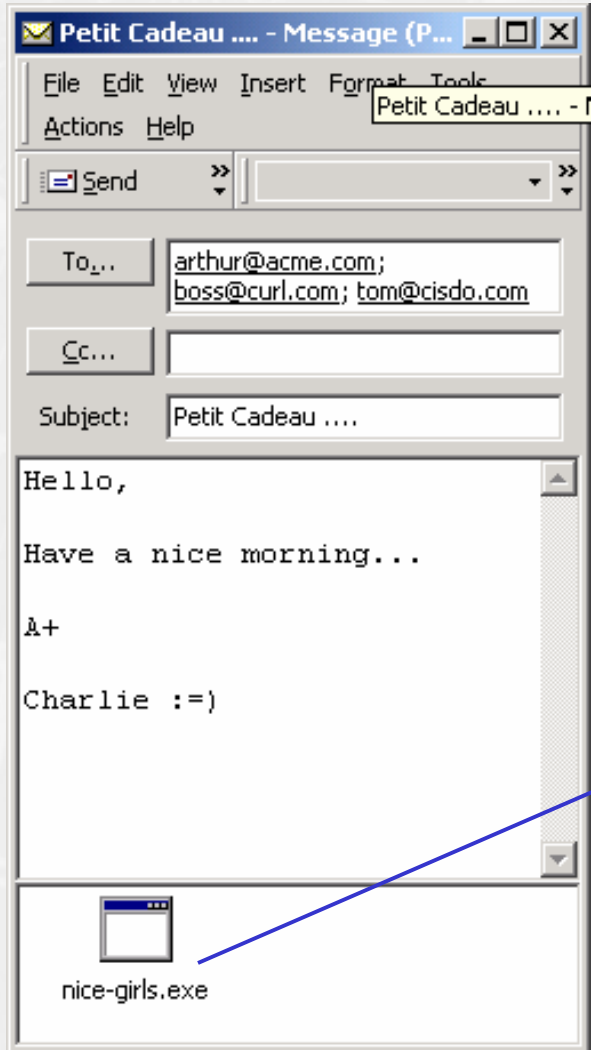 Petit Cadeau .... - Message (P...
File Edit View Insert Format Tools
Petit Cadeau .... -
Actions Help
Send
To... arthur@acme.com;
boss@curl.com; tom@cisdo.com
Cc...
Subject: Petit Cadeau ....
Hello,
Have a nice morning...
A+
Charlie :=)
nice-girls.exe